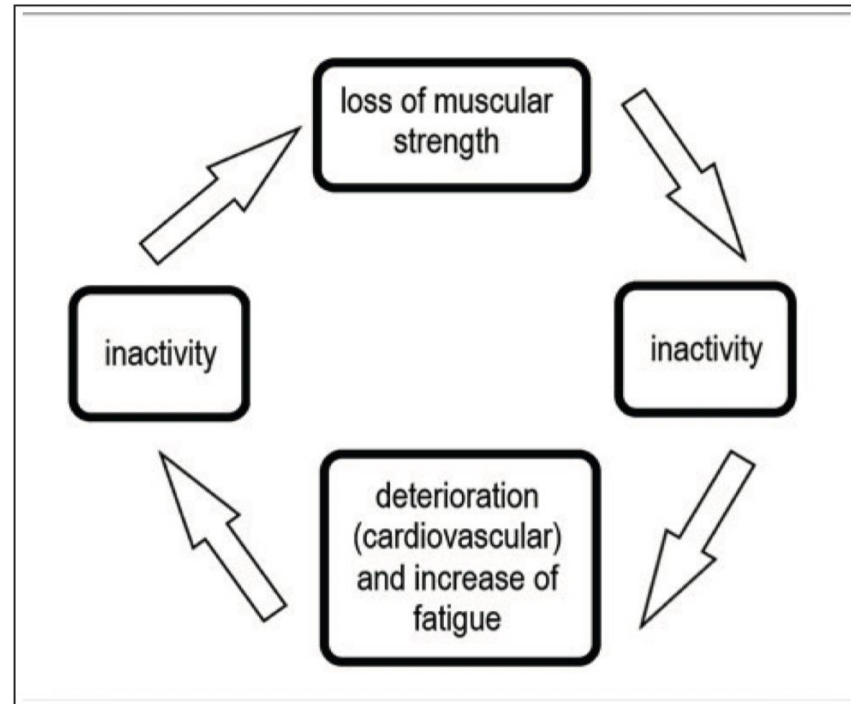 loss of muscular
strength
inactivity
inactivity
deterioration
(cardiovascular)
and increase of
fatigue